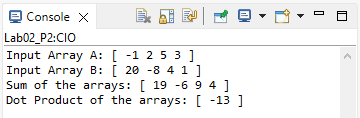 Console
Lab02_P2:CIO
Input Array A: [ -1 2 5 3 ]
Input Array B: [ 20 -8 4 1 ]
Sum of the arrays: [ 19 -6 9 4 ]
Dot Product of the arrays: [ -13 ]